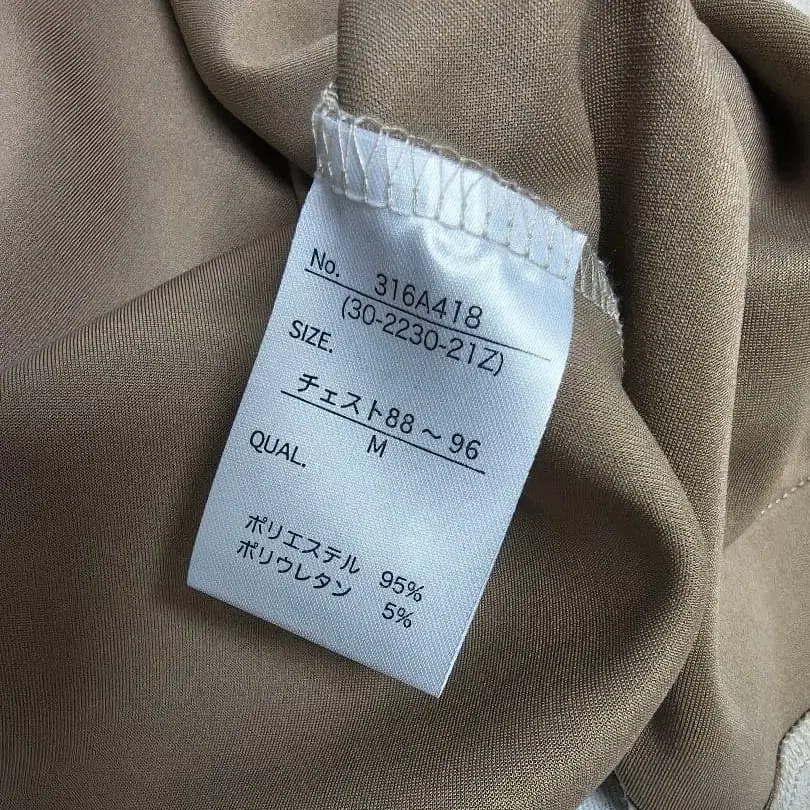 No. 316A418
(30-2230-21Z)
SIZE.
チェスト88～96
M
QUAL.
ポリエステル 95%
ポリウレタン 5%